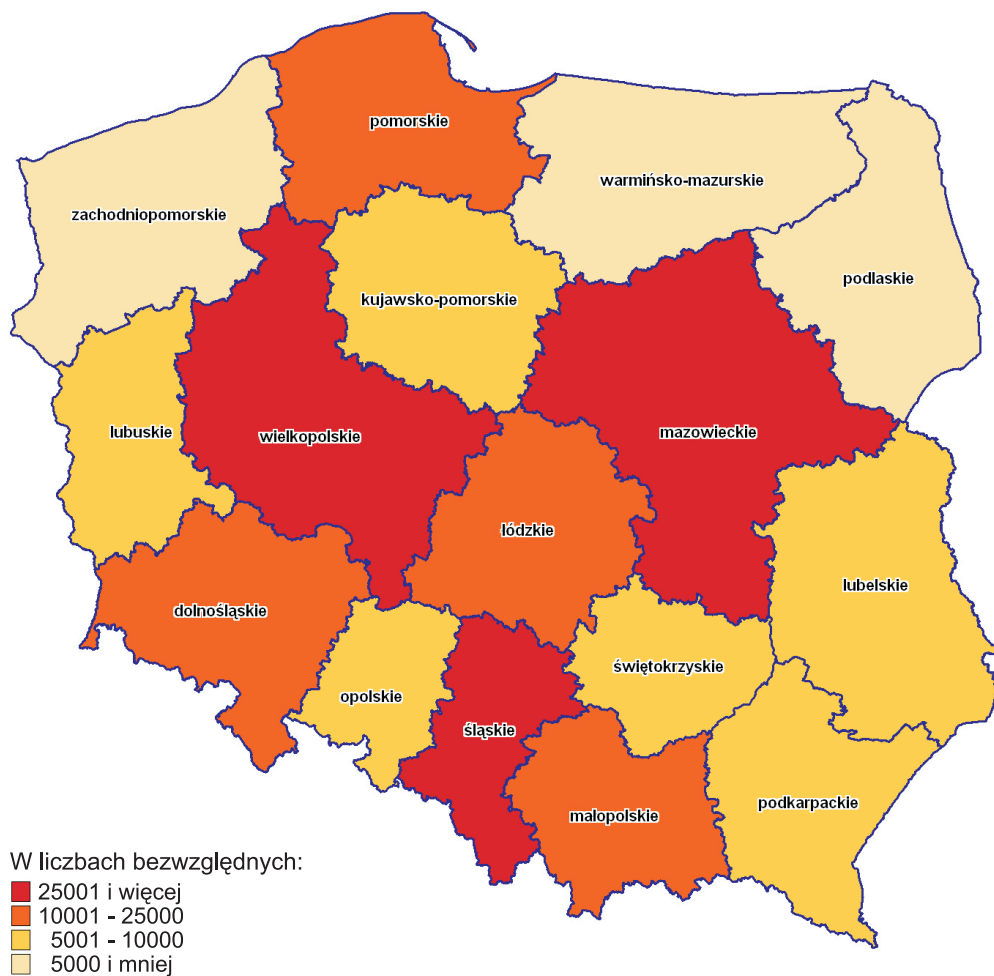 pomorskie
warmińsko-mazurskie
zachodniopomorskie
podlaskie
kujawsko-pomorskie
lubuskie
wielkopolskie
mazowieckie
łódzkie
lubelskie
dolnośląskie
świętokrzyskie
opolskie
śląskie
podkarpackie
małopolskie
W liczbach bezwzględnych:
25001 i więcej
10001 - 25000
5001 - 10000
5000 i mniej